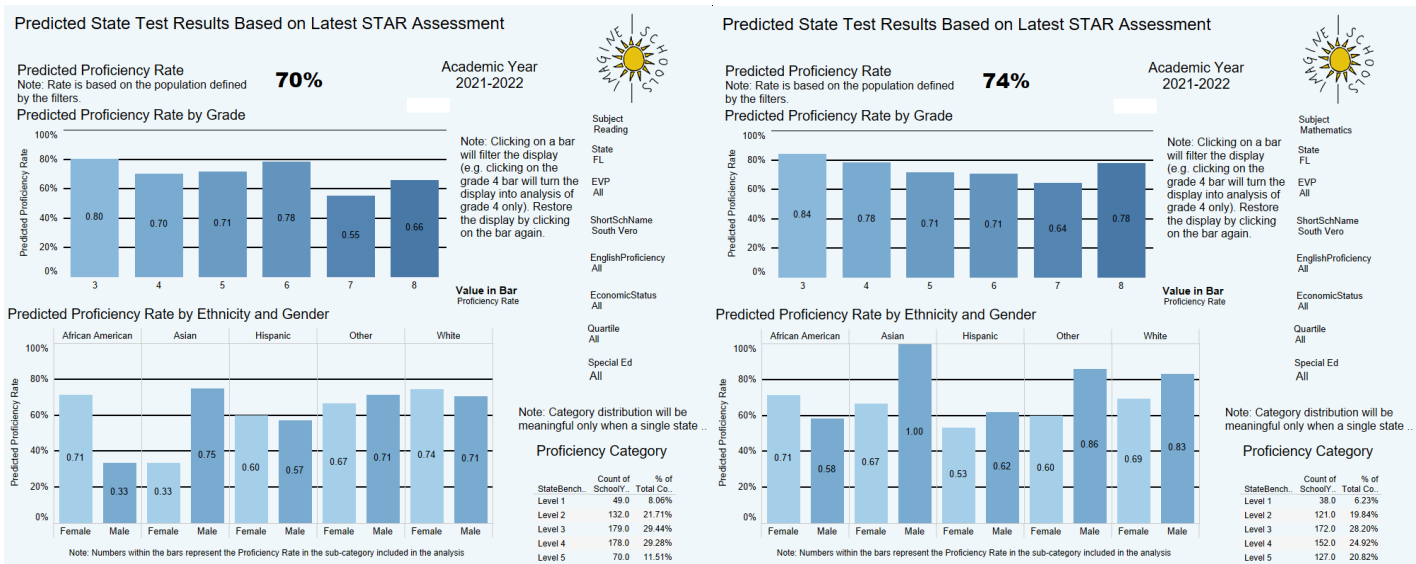 Predicted State Test Results Based on Latest STAR Assessment
IMAGINE SCHOOLS
Predicted Proficiency Rate
Note: Rate is based on the population defined
by the filters.
70%
Academic Year
2021-2022
Predicted Proficiency Rate by Grade
Predicted Proficiency Rate
100%
80%
60%
40%
20%
0%
0.80
0.70
0.71
0.78
0.55
0.66
3
4
5
6
7
8
Note: Clicking on a bar
will filter the display
(e.g. clicking on the
grade 4 bar will turn the
display into analysis of
grade 4 only). Restore
the display by clicking
on the bar again.
Value in Bar
Proficiency Rate
Subject
Reading
State
FL
EVP
All
ShortSchName
South Vero
EnglishProficiency
All
EconomicStatus
All
Quartile
All
Special Ed
All
Predicted Proficiency Rate by Ethnicity and Gender
African American
Asian
Hispanic
Other
White
Predicted Proficiency Rate
100%
80%
60%
40%
20%
0%
0.71
0.33
0.33
0.75
0.60
0.57
0.67
0.71
0.74
0.71
Female Male Female Male Female Male Female Male Female Male
Note: Numbers within the bars represent the Proficiency Rate in the sub-category included in the analysis
Note: Category distribution will be
meaningful only when a single state ..
Proficiency Category
StateBench.. Count of SchoolY.. % of Total Co..
Level 1 49.0 8.06%
Level 2 132.0 21.71%
Level 3 179.0 29.44%
Level 4 178.0 29.28%
Level 5 70.0 11.51%
Predicted State Test Results Based on Latest STAR Assessment
IMAGINE SCHOOLS
Predicted Proficiency Rate
Note: Rate is based on the population defined
by the filters.
74%
Academic Year
2021-2022
Predicted Proficiency Rate by Grade
Predicted Proficiency Rate
100%
80%
60%
40%
20%
0%
0.84
0.78
0.71
0.71
0.64
0.78
3
4
5
6
7
8
Note: Clicking on a bar
will filter the display
(e.g. clicking on the
grade 4 bar will turn the
display into analysis of
grade 4 only). Restore
the display by clicking
on the bar again.
Value in Bar
Proficiency Rate
Subject
Mathematics
State
FL
EVP
All
ShortSchName
South Vero
EnglishProficiency
All
EconomicStatus
All
Quartile
All
Special Ed
All
Predicted Proficiency Rate by Ethnicity and Gender
African American
Asian
Hispanic
Other
White
Predicted Proficiency Rate
100%
80%
60%
40%
20%
0%
0.71
0.58
0.67
1.00
0.53
0.62
0.60
0.86
0.69
0.83
Female Male Female Male Female Male Female Male Female Male
Note: Numbers within the bars represent the Proficiency Rate in the sub-category included in the analysis
Note: Category distribution will be
meaningful only when a single state ..
Proficiency Category
StateBench.. Count of SchoolY.. % of Total Co..
Level 1 38.0 6.23%
Level 2 121.0 19.84%
Level 3 172.0 28.20%
Level 4 152.0 24.92%
Level 5 127.0 20.82%